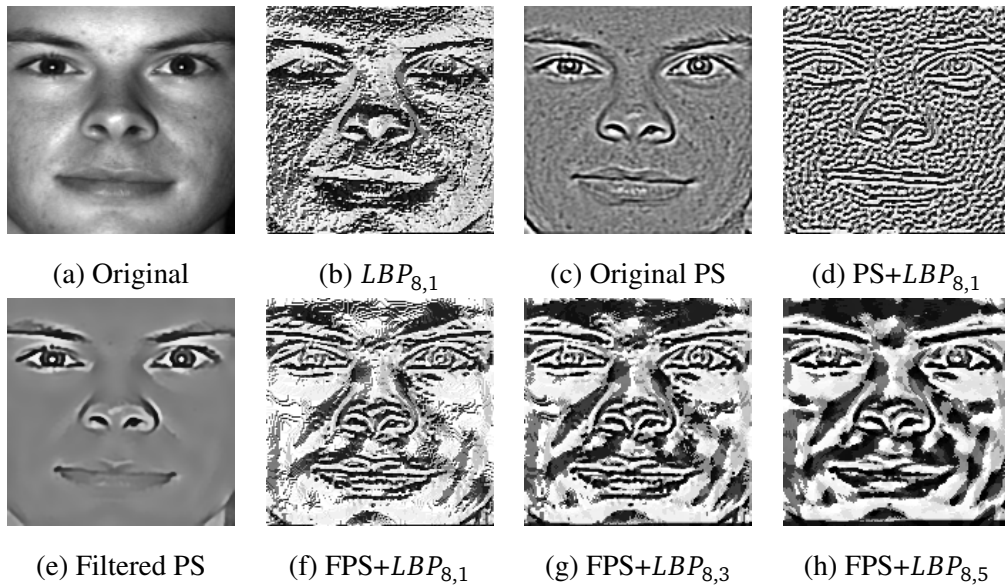 (a) Original
(b) LBP8,1
(c) Original PS
(d) PS+LBP8,1
(e) Filtered PS
(f) FPS+LBP8,1
(g) FPS+LBP8,3
(h) FPS+LBP8,5